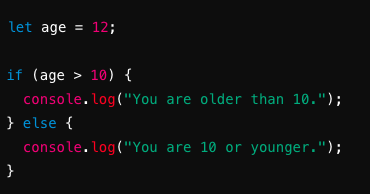 let age = 12;

if (age > 10) {
  console.log("You are older than 10.");
} else {
  console.log("You are 10 or younger.");
}